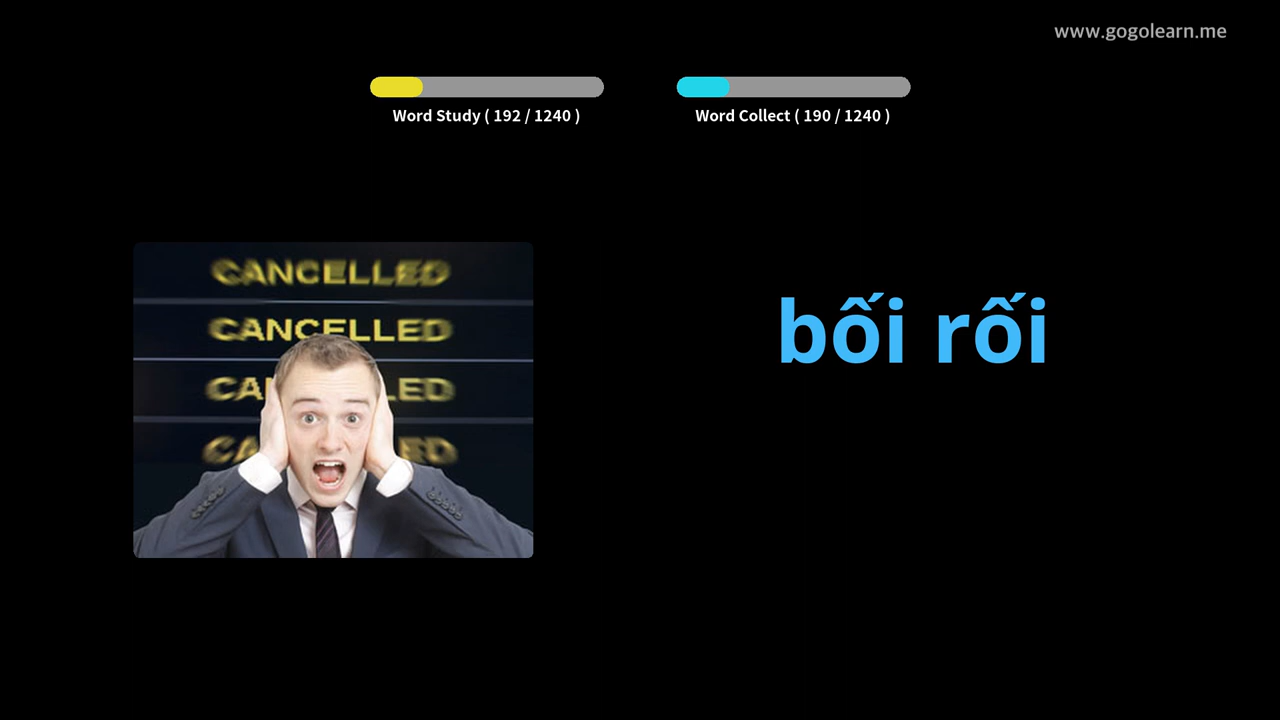 www.gogolearn.me
Word Study ( 192 / 1240 )
Word Collect ( 190 / 1240 )
CANCELLED
CANCELLED
bối rối